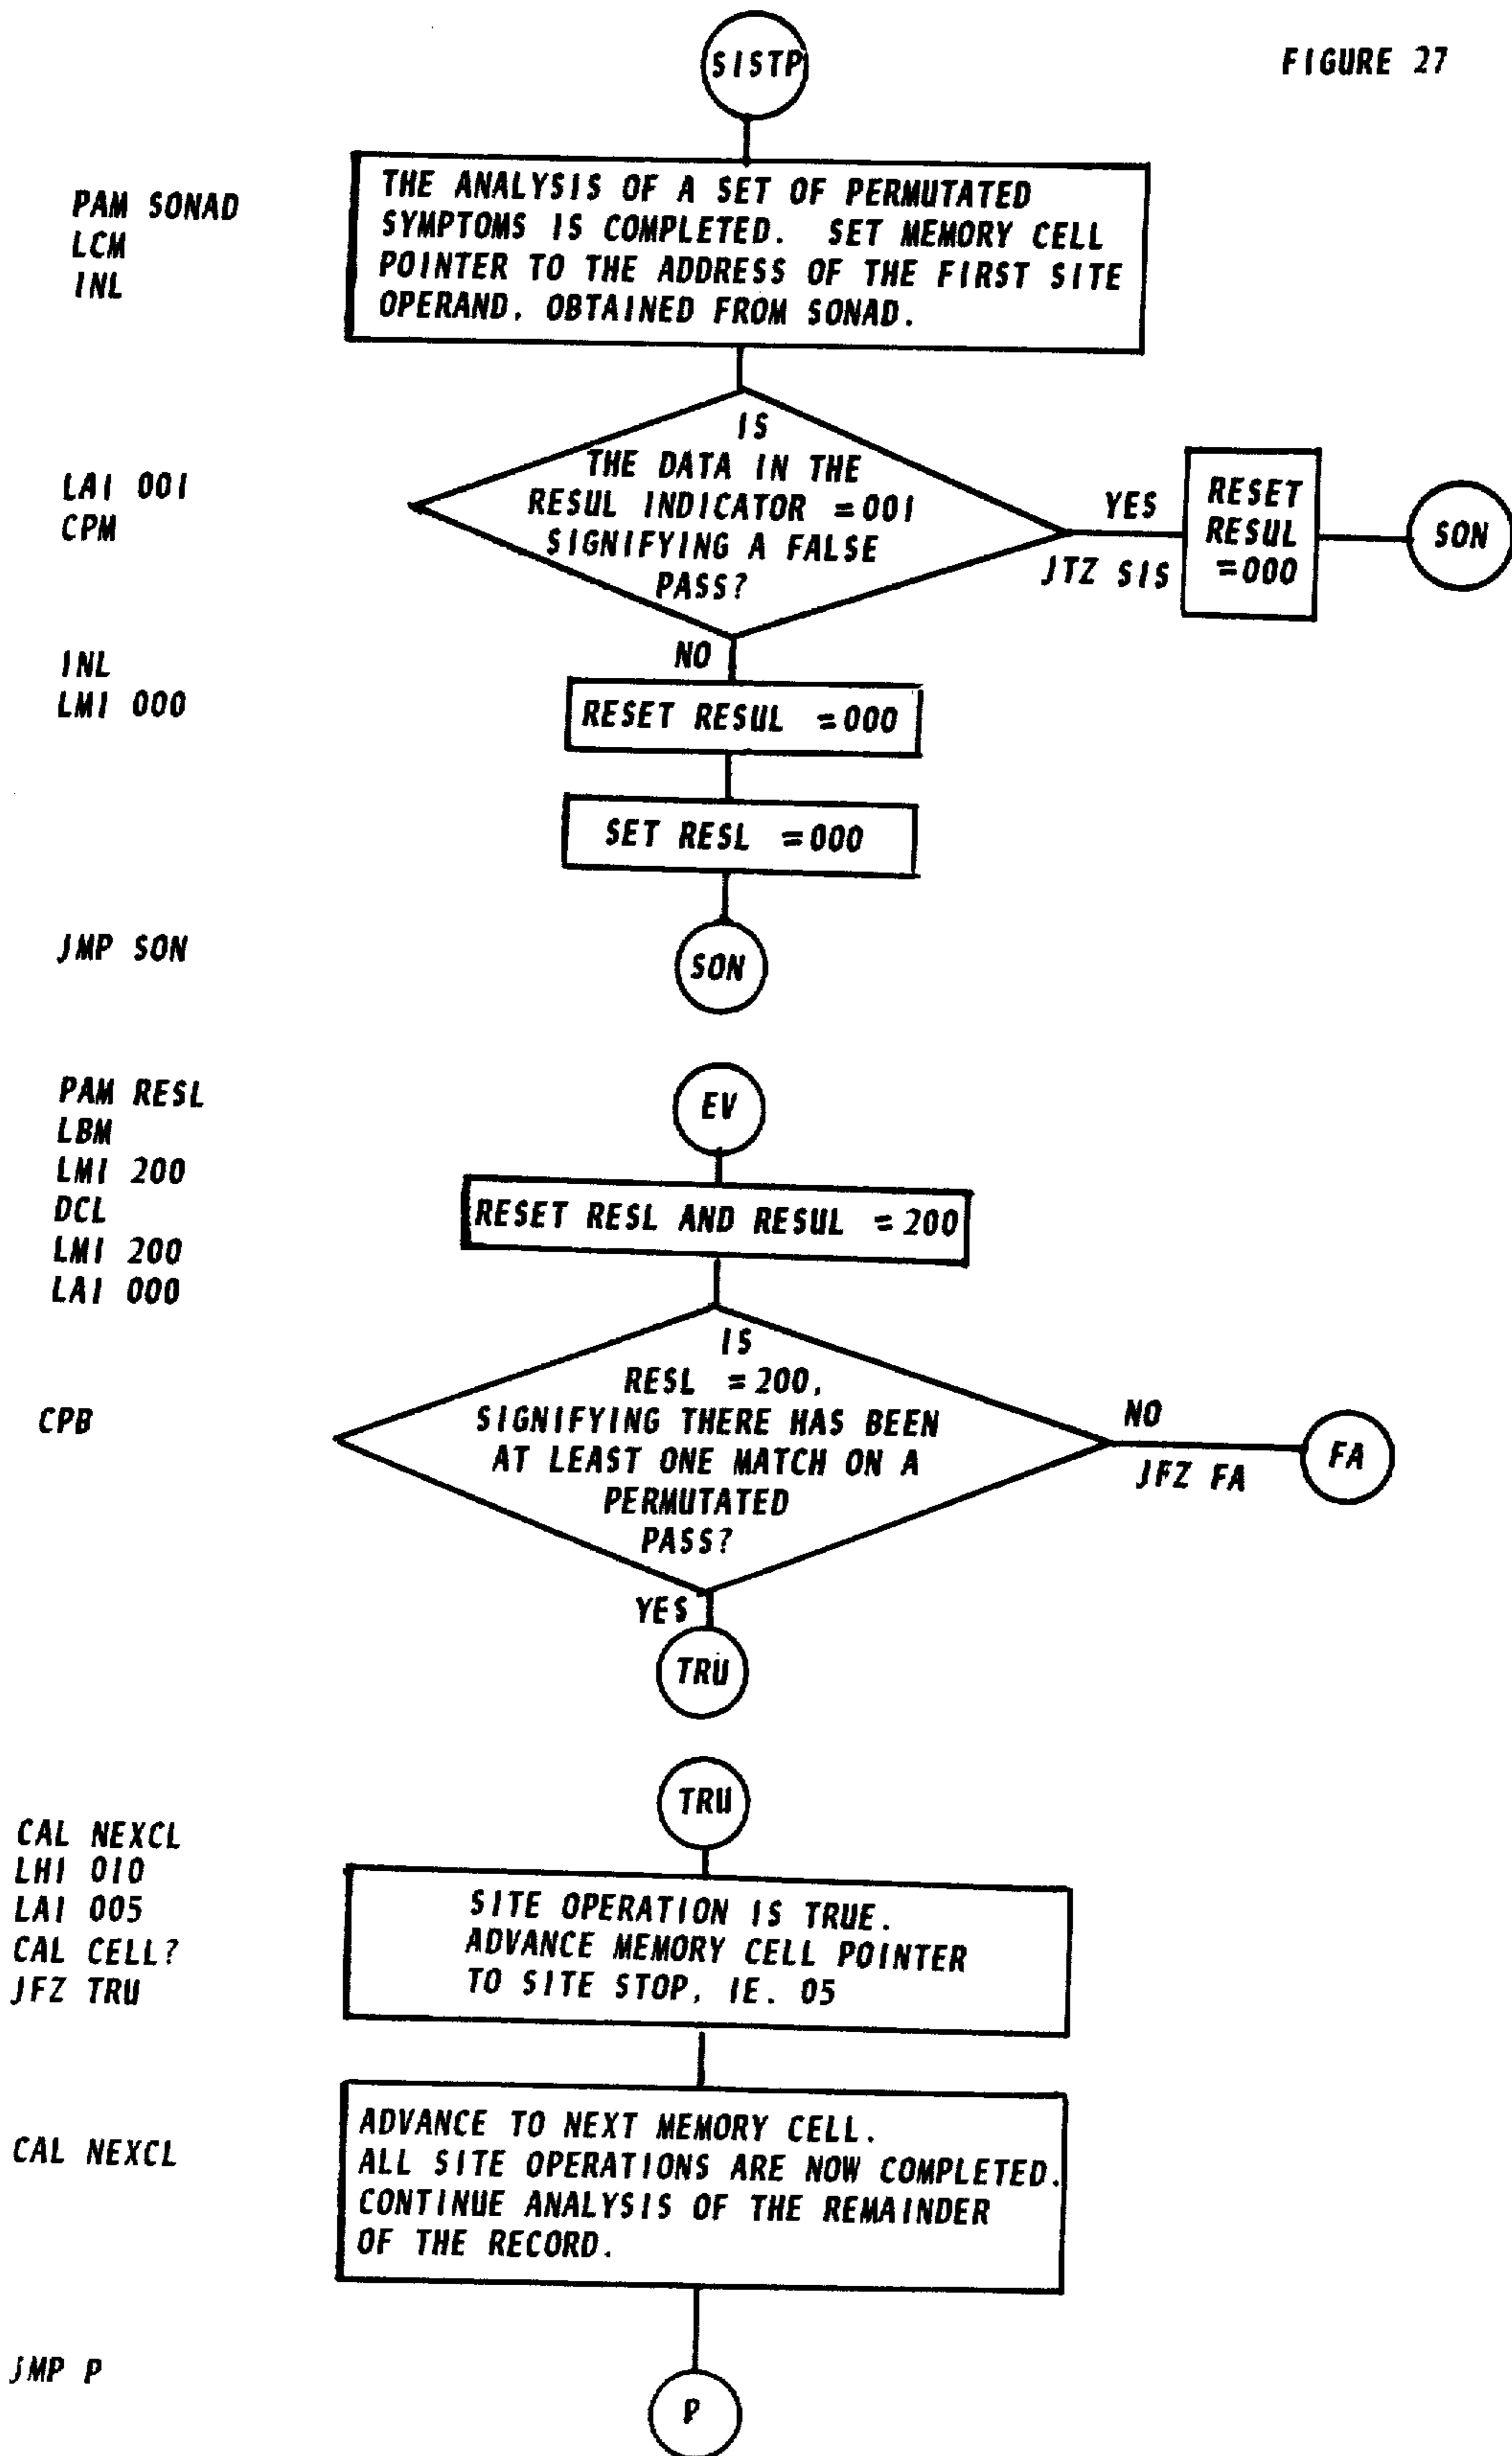 FIGURE 27
SISTP
PAM SONAD
LCM
INL
THE ANALYSIS OF A SET OF PERMUTATED
SYMPTOMS IS COMPLETED. SET MEMORY CELL
POINTER TO THE ADDRESS OF THE FIRST SITE
OPERAND, OBTAINED FROM SONAD.
LAI 001
CPM
IS
THE DATA IN THE
RESUL INDICATOR =001
SIGNIFYING A FALSE
PASS?
YES
JTZ SIS
RESET
RESUL
=000
SON
INL
LMI 000
NO
RESET RESUL =000
SET RESL =000
JMP SON
SON
PAM RESL
LBM
LMI 200
DCL
LMI 200
LAI 000
EV
RESET RESL AND RESUL =200
CPB
IS
RESL =200,
SIGNIFYING THERE HAS BEEN
AT LEAST ONE MATCH ON A
PERMUTATED
PASS?
NO
JFZ FA
FA
YES
TRU
TRU
CAL NEXCL
LHI 010
LAI 005
CAL CELL?
JFZ TRU
SITE OPERATION IS TRUE.
ADVANCE MEMORY CELL POINTER
TO SITE STOP, IE. 05
CAL NEXCL
ADVANCE TO NEXT MEMORY CELL.
ALL SITE OPERATIONS ARE NOW COMPLETED.
CONTINUE ANALYSIS OF THE REMAINDER
OF THE RECORD.
JMP P
P